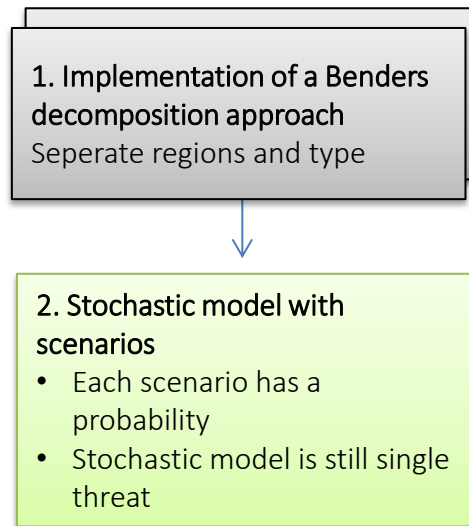 1. Implementation of a Benders
decomposition approach
Seperate regions and type
2. Stochastic model with
scenarios
• Each scenario has a
probability
• Stochastic model is still single
threat